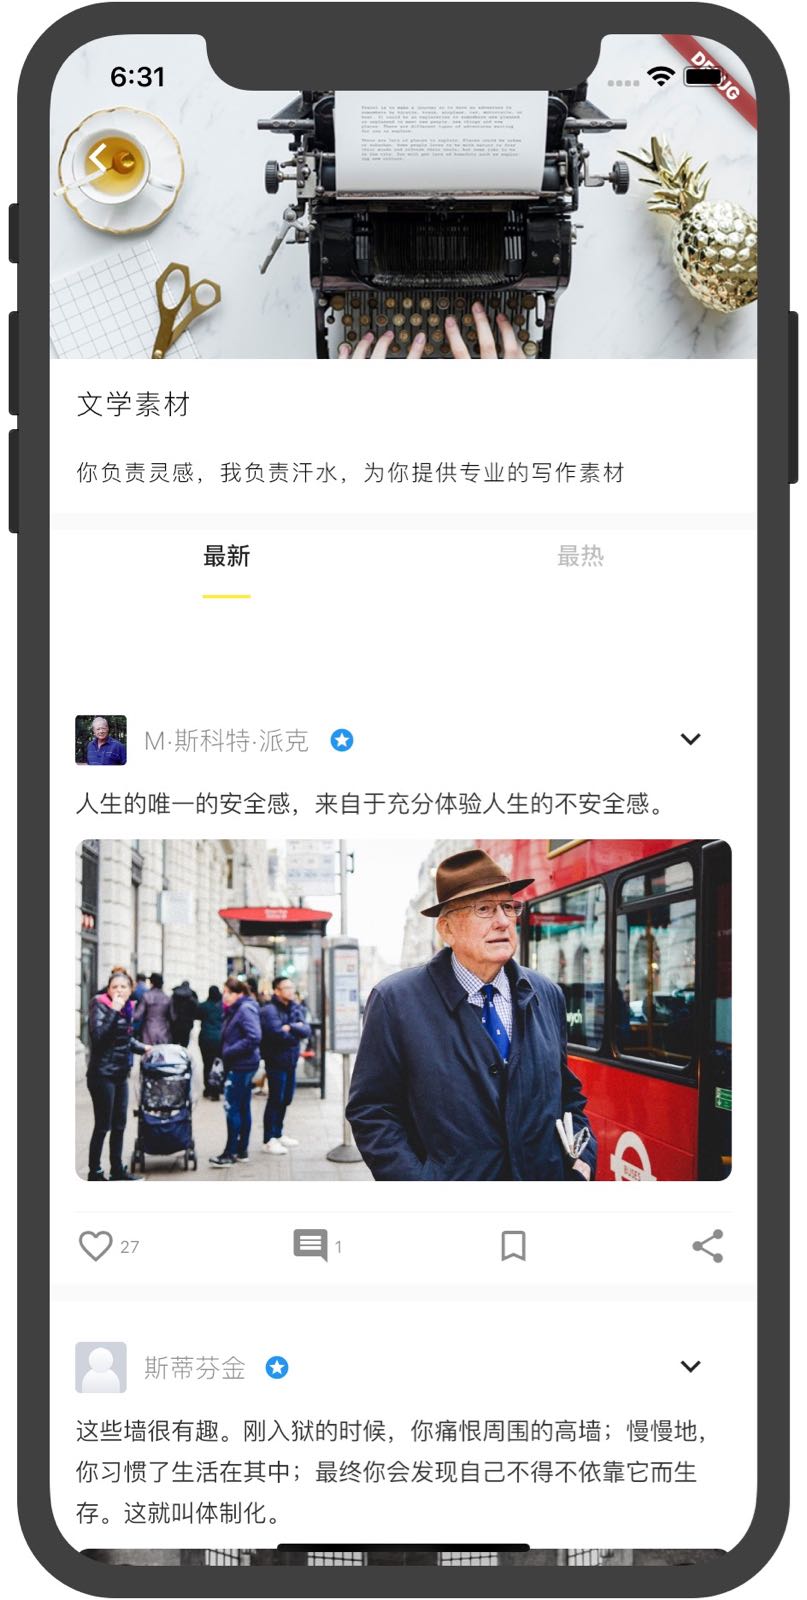 6:31
文学素材
你负责灵感，我负责汗水，为你提供专业的写作素材
最新
最热
M·斯科特·派克
人生的唯一的安全感，来自于充分体验人生的不安全感。
BUSES
27
1
斯蒂芬金
这些墙很有趣。刚入狱的时候，你痛恨周围的高墙；慢慢地，
你习惯了生活在其中；最终你会发现自己不得不依靠它而生
存。这就叫体制化。